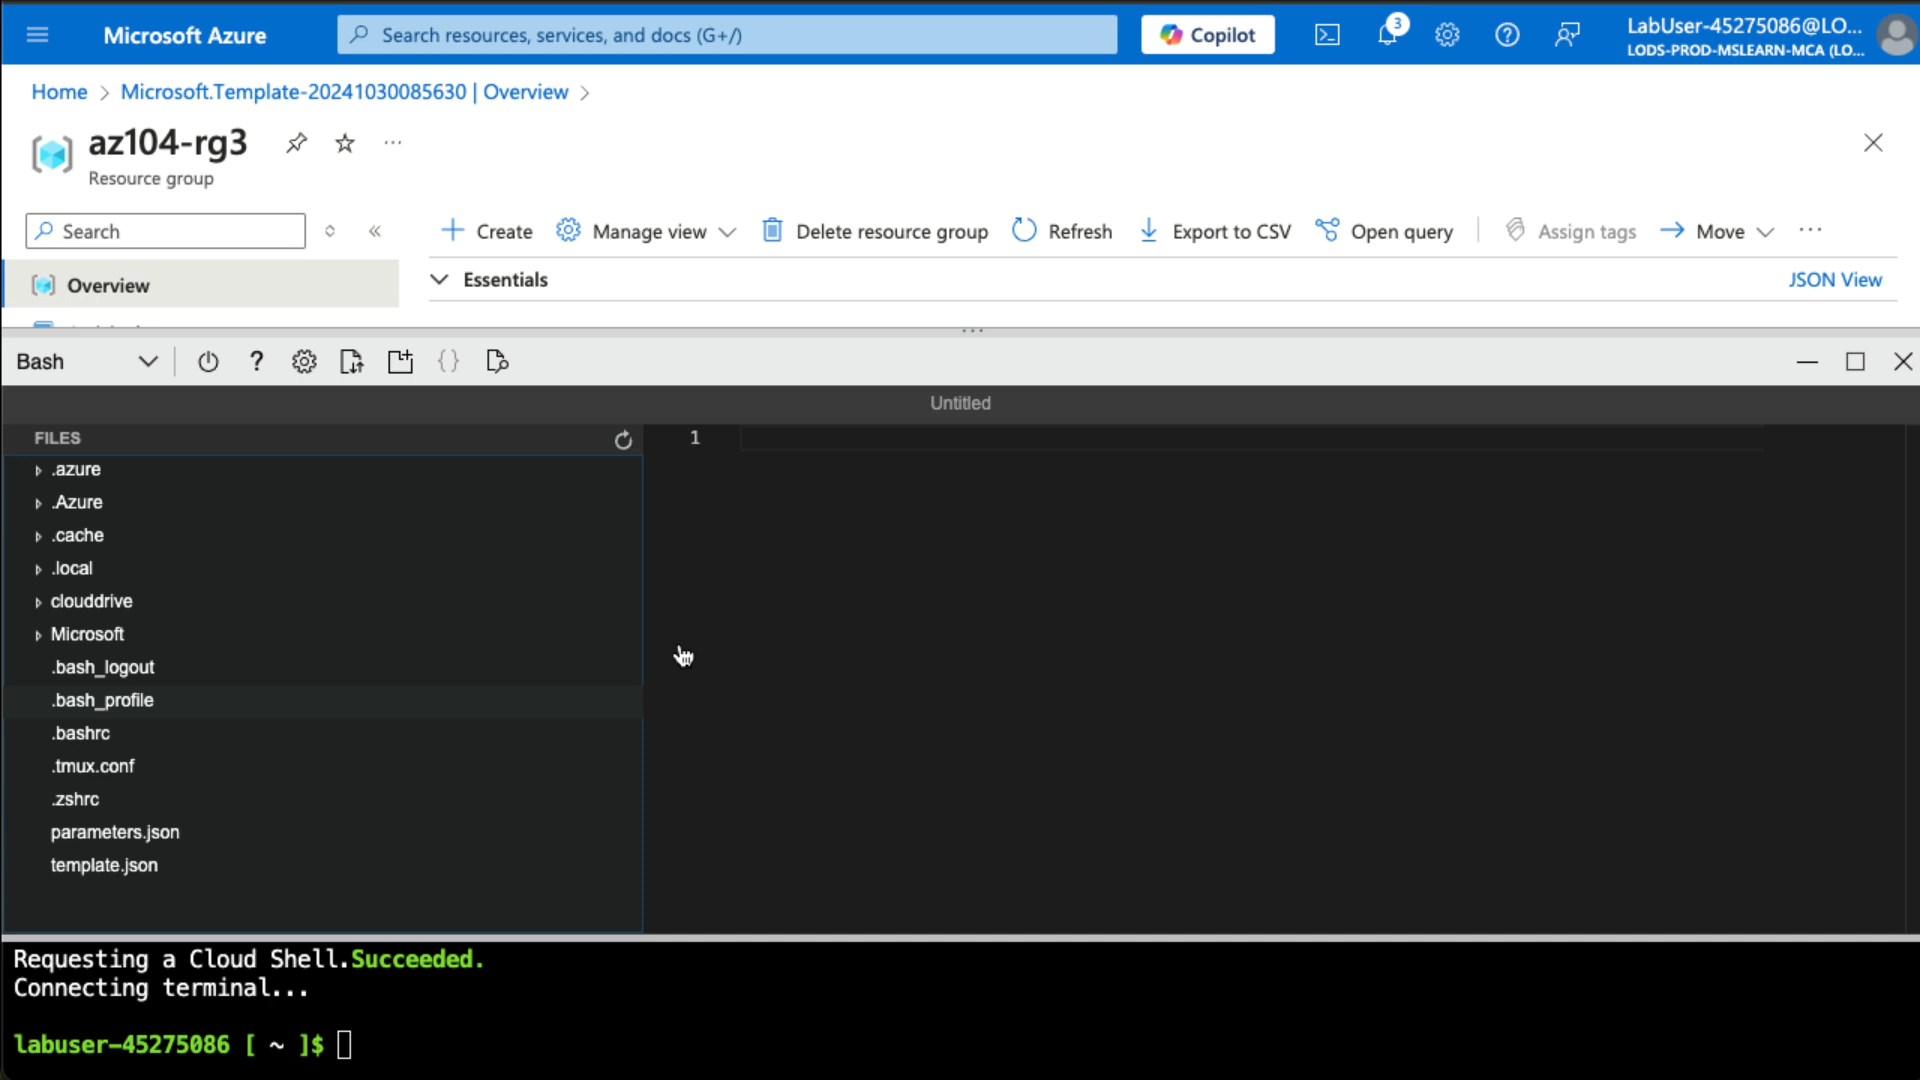 Microsoft Azure
Search resources, services, and docs (G+/)
Copilot
3
LabUser-45275086@LO...
LODS-PROD-MSLEARN-MCA (LO...
Home > Microsoft.Template-20241030085630 | Overview >
az104-rg3
...
Resource group
Search
Create
Manage view
Delete resource group
Refresh
Export to CSV
Open query
Assign tags
Move
...
Overview
Essentials
JSON View
Bash
?
{}
Untitled
FILES
1
.azure
.Azure
.cache
.local
clouddrive
Microsoft
.bash_logout
.bash_profile
.bashrc
.tmux.conf
.zshrc
parameters.json
template.json
Requesting a Cloud Shell.Succeeded.
Connecting terminal...
labuser-45275086 [ ~ ]$